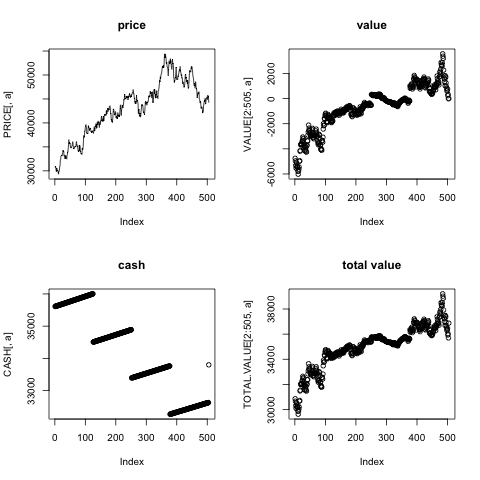 price
PRICE[, a]
30000 40000 50000
0 100 200 300 400 500
Index
value
VALUE[2:505, a]
-6000 -2000 0 2000
0 100 200 300 400 500
Index
cash
CASH[, a]
33000 35000
0 100 200 300 400 500
Index
total value
TOTAL.VALUE[2:505, a]
30000 34000 38000
0 100 200 300 400 500
Index